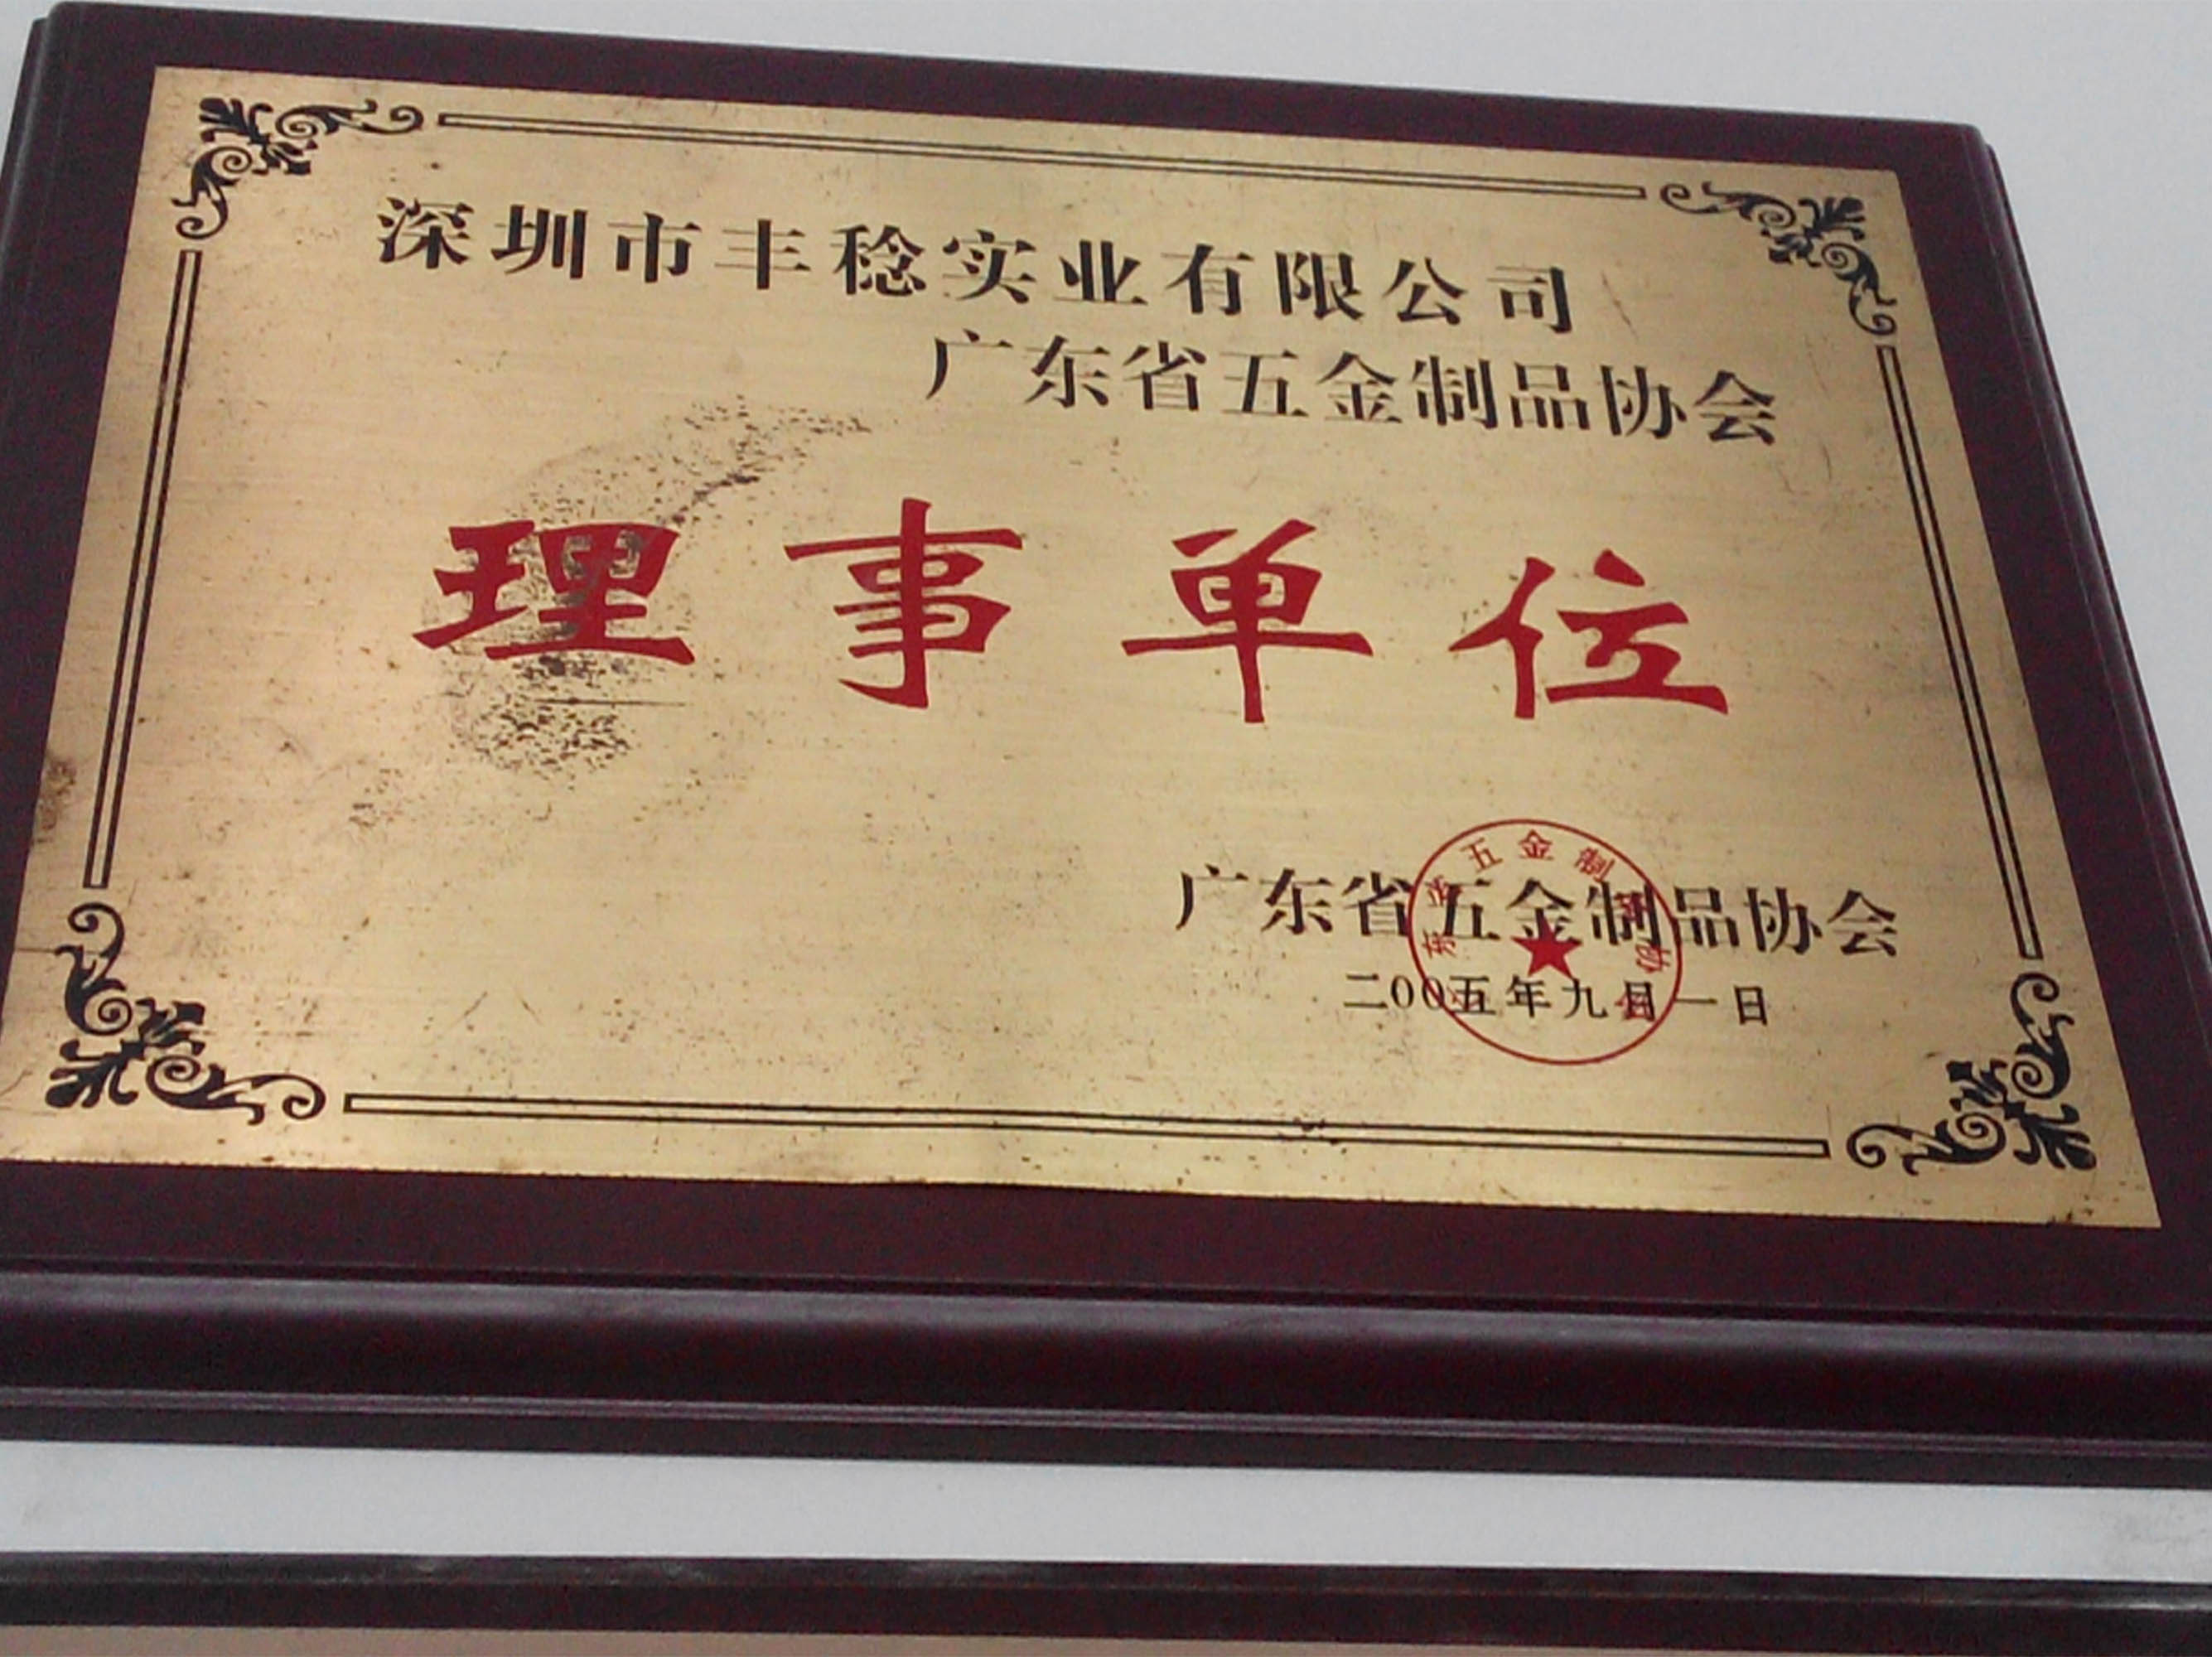 深圳市丰稔实业有限公司
广东省五金制品协会
理事单位
广东省五金制品协会
二00五年九月一日